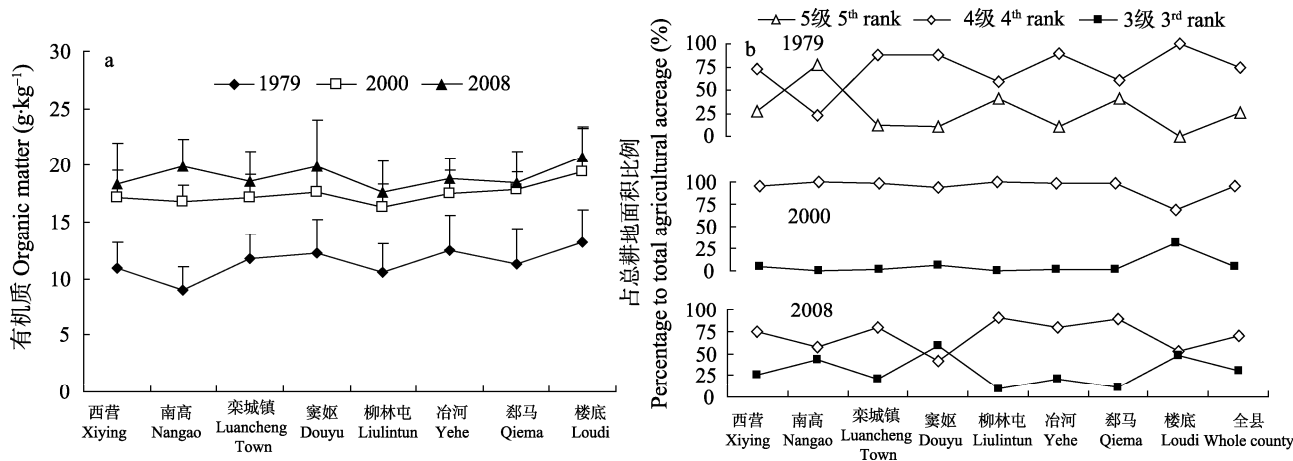 a
1979
2000
2008
有机质 Organic matter (g·kg⁻¹)
30
25
20
15
10
5
0
西营
Xiying
南高
Nangao
栾城镇
Luancheng
Town
窦妪
Douyu
柳林屯
Liulintun
冶河
Yehe
郄马
Qiema
楼底
Loudi
5级 5th rank
4级 4th rank
3级 3rd rank
b
占总耕地面积比例
Percentage to total agricultural acreage (%)
1979
100
75
50
25
0
2000
100
75
50
25
0
2008
100
75
50
25
0
西营
Xiying
南高
Nangao
栾城镇
Luancheng
Town
窦妪
Douyu
柳林屯
Liulintun
冶河
Yehe
郄马
Qiema
楼底
Loudi
全县
Whole county